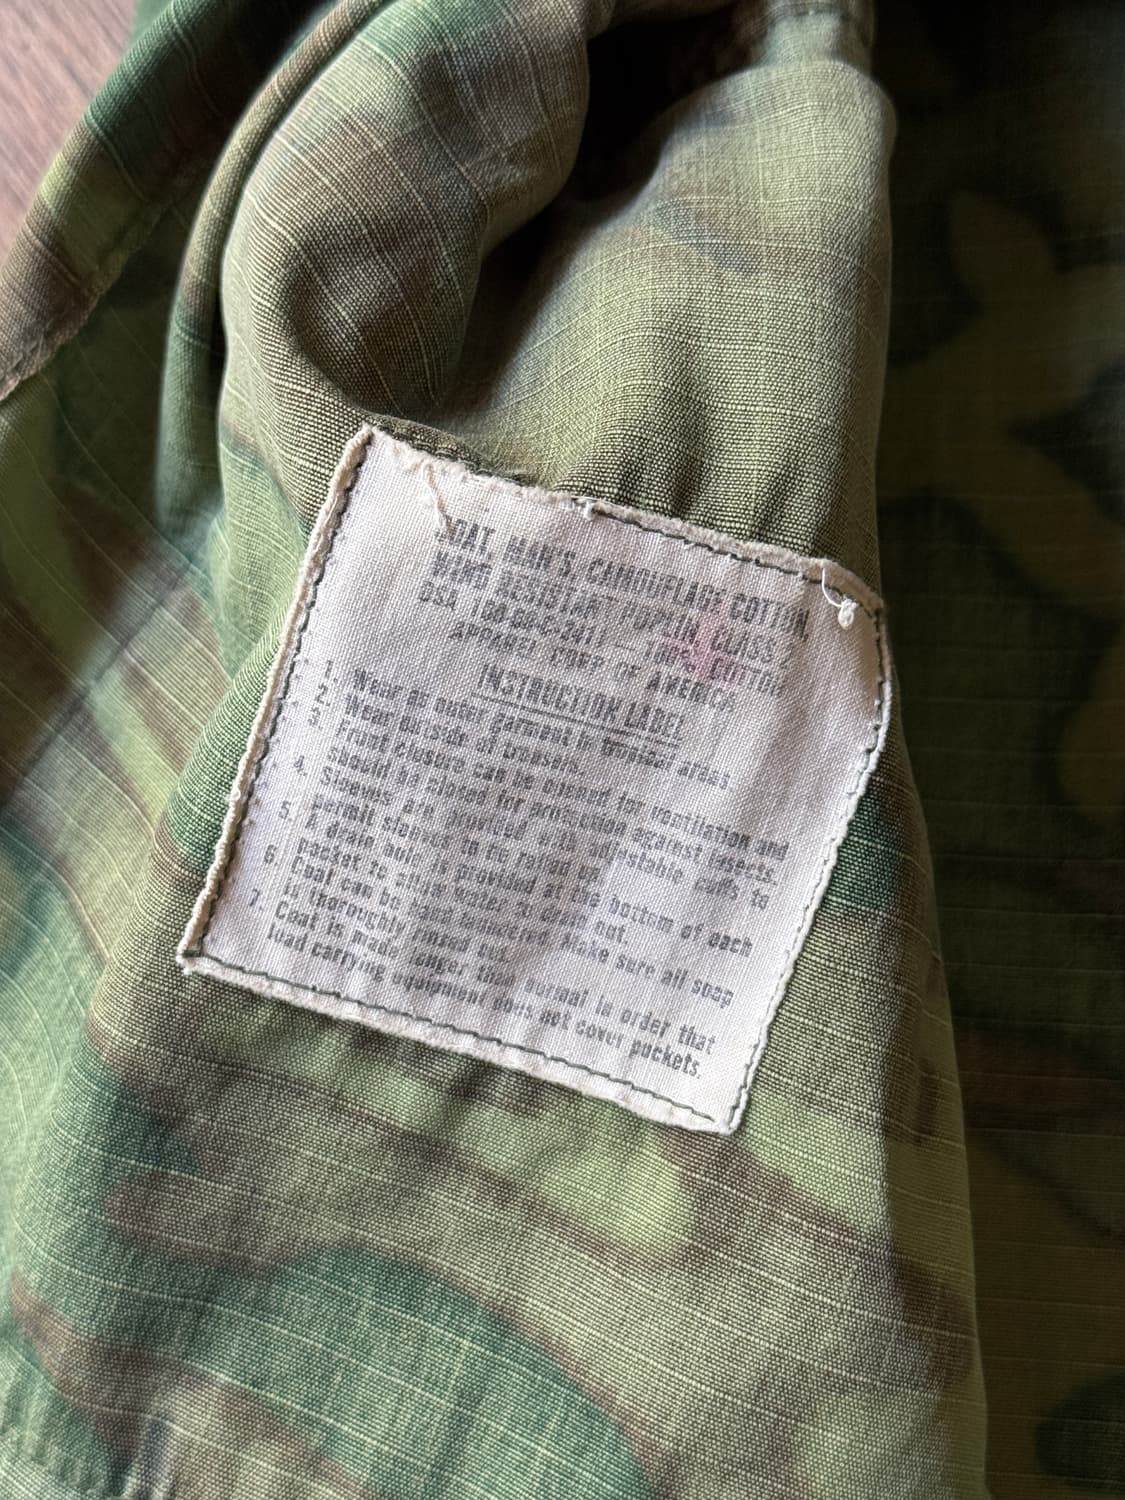 COAT, MAN'S, CAMOUFLAGE COTTON,
WIND RESISTANT POPLIN CLASS 2
DSA 100- 100% COTTON
APPAREL CORP OF AMERICA
INSTRUCTION LABEL
1. Wear as outer garment in tropical areas.
2. Wear outside of trousers.
3. Front closure can be opened for ventilation and
should be closed for protection against insects.
4. Sleeves are provided with adjustable cuffs to
permit sleeves to be rolled up.
5. A drain hole is provided at the bottom of each
pocket to allow water to drain out.
6. Coat can be hand laundered. Make sure all soap
is thoroughly rinsed out.
7. Coat is made longer than normal in order that
load carrying equipment does not cover pockets.